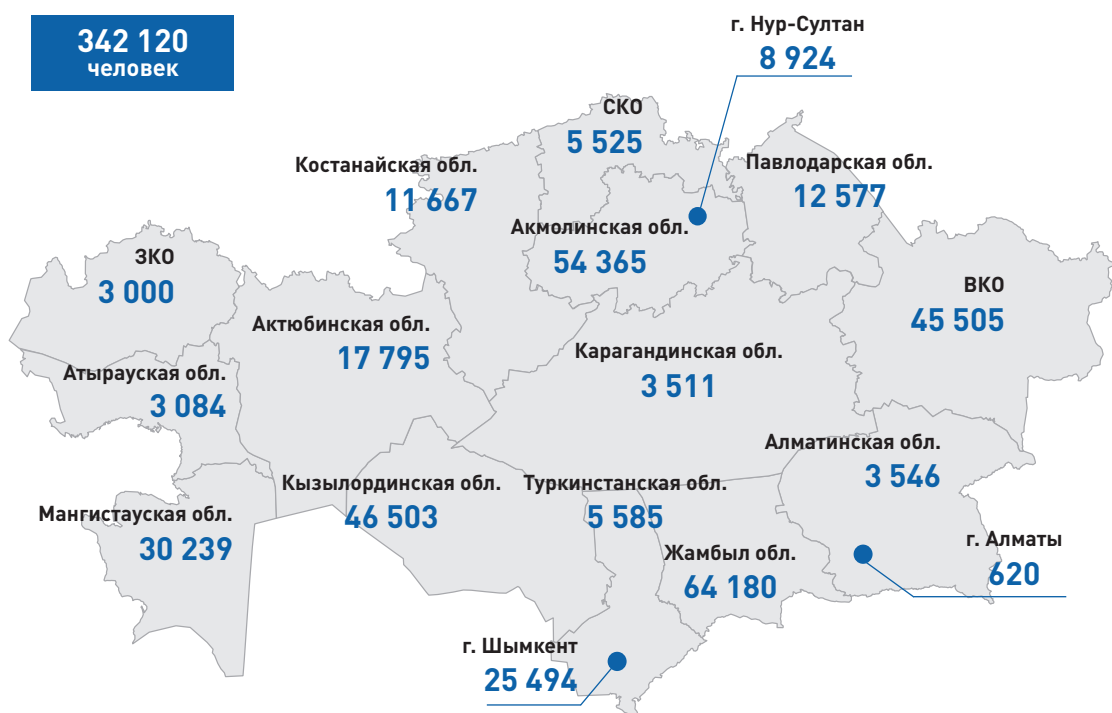 342 120
человек
г. Нур-Султан
8 924
СКО
5 525
Костанайская обл.
11 667
Павлодарская обл.
12 577
Акмолинская обл.
54 365
ЗКО
3 000
ВКО
45 505
Актюбинская обл.
17 795
Карагандинская обл.
3 511
Атырауская обл.
3 084
Алматинская обл.
3 546
Кызылординская обл.
46 503
Туркинстанская обл.
5 585
Мангистауская обл.
30 239
г. Алматы
620
Жамбыл обл.
64 180
г. Шымкент
25 494